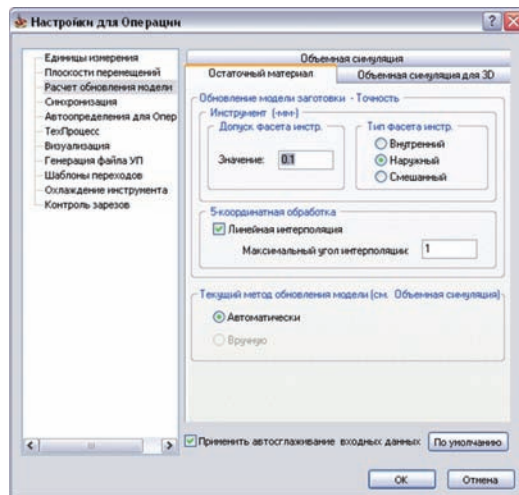 Настройки для Операции
Единицы измерения
Плоскости перемещений
Расчет обновления модели
Синхронизация
Автоопределения для Опер
ТехПроцесс
Визуализация
Генерация файла УП
Шаблоны переходов
Охлаждение инструмента
Контроль зарезов
Объемная симуляция
Остаточный материал
Объемная симуляция для 3D
Обновление модели заготовки - Точность
Инструмент (-мм-)
Допуск фасета инстр.
Значение: 0.1
Тип фасета инстр.
Внутренний
Наружный
Смешанный
5-координатная обработка
Линейная интерполяция
Максимальный угол интерполяции: 1
Текущий метод обновления модели (см. Объемная симуляция)
Автоматически
Вручную
Применить автосглаживание входных данных
По умолчанию
ОК
Отмена